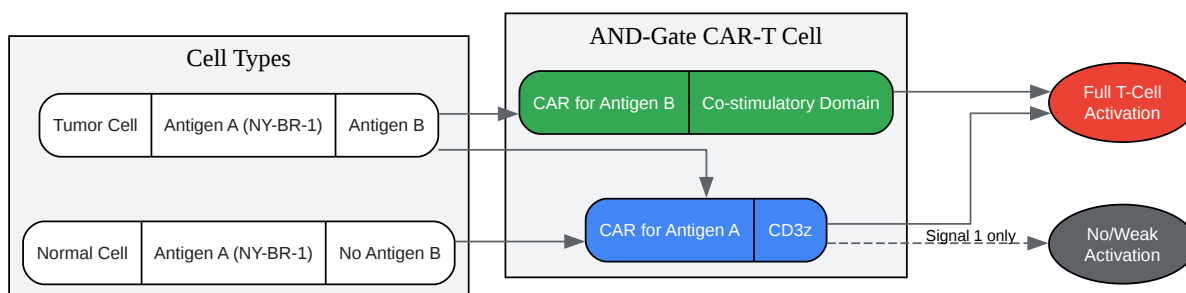 Cell Types
Tumor Cell
Antigen A (NY-BR-1)
Antigen B
Normal Cell
Antigen A (NY-BR-1)
No Antigen B
AND-Gate CAR-T Cell
CAR for Antigen B
Co-stimulatory Domain
CAR for Antigen A
CD3z
Signal 1 only
Full T-Cell
Activation
No/Weak
Activation